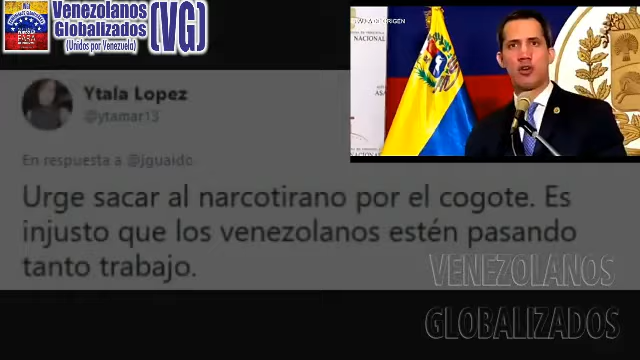 Venezolanos
Globalizados
(Unidos por Venezuela)
(VG)
Ytala Lopez
@ytamar13
En respuesta a @jguaido
Urge sacar al narcotirano por el cogote. Es
injusto que los venezolanos estén pasando
tanto trabajo.
VENEZOLANOS
GLOBALIZADOS